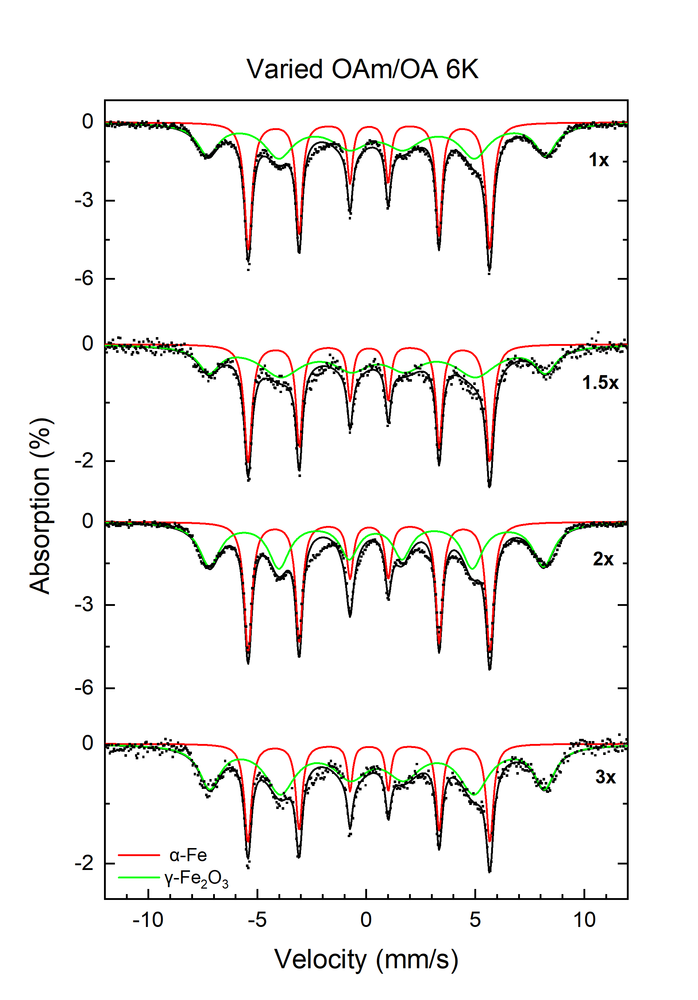 Varied OAm/OA 6K
0
-3
-6
1x
0
-2
1.5x
0
-3
-6
2x
0
-2
3x
Absorption (%)
α-Fe
γ-Fe₂O₃
-10 -5 0 5 10
Velocity (mm/s)